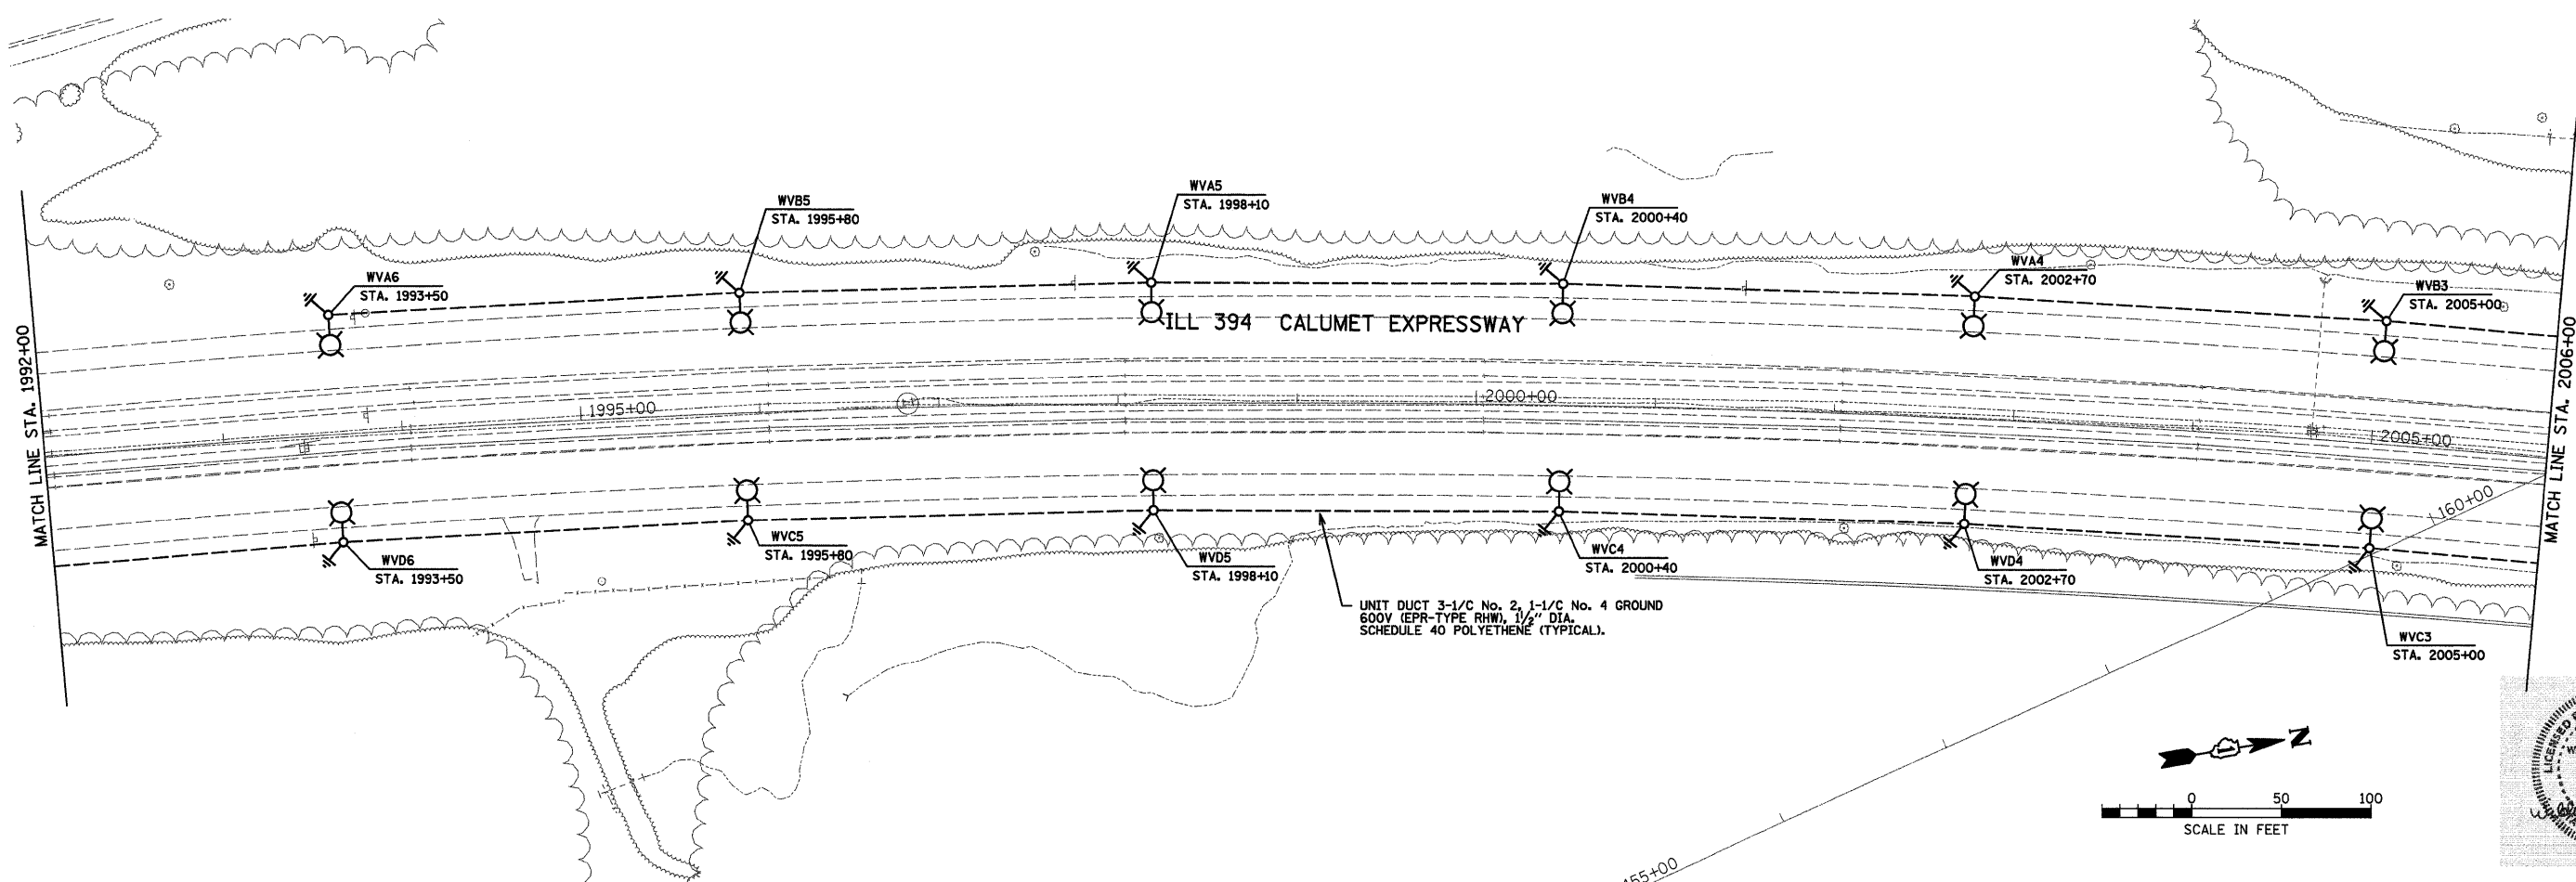 MATCH LINE STA. 1992+00
WVA6
STA. 1993+50
WVB5
STA. 1995+80
WVA5
STA. 1998+10
WVB4
STA. 2000+40
WVA4
STA. 2002+70
WVB3
STA. 2005+00
MATCH LINE STA. 2006+00
ILL 394 CALUMET EXPRESSWAY
1995+00
2000+00
2005+00
160+00
WVD6
STA. 1993+50
WVC5
STA. 1995+80
WVD5
STA. 1998+10
WVC4
STA. 2000+40
WVD4
STA. 2002+70
WVC3
STA. 2005+00
UNIT DUCT 3-1/C No. 2, 1-1/C No. 4 GROUND
600V (EPR-TYPE RHW), 1½" DIA.
SCHEDULE 40 POLYETHENE (TYPICAL).
N
0 50 100
SCALE IN FEET
LICENSED
155+00